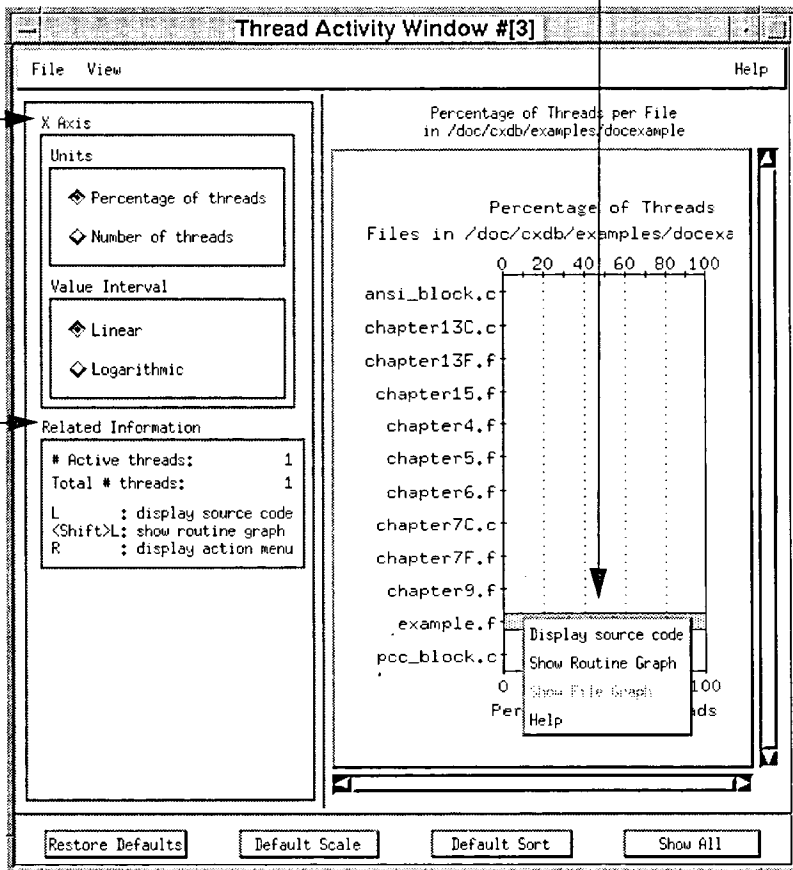 Thread Activity Window #[3]
File View Help
X Axis
Units
Percentage of threads
Number of threads
Value Interval
Linear
Logarithmic
Related Information
# Active threads: 1
Total # threads: 1
L : display source code
<Shift>L: show routine graph
R : display action menu
Percentage of Threads per File
in /doc/cxdb/examples/docexample
Percentage of Threads
Files in /doc/cxdb/examples/docexa
0 20 40 60 80 100
ansi_block.c
chapter13C.c
chapter13F.f
chapter15.f
chapter4.f
chapter5.f
chapter6.f
chapter7C.c
chapter7F.f
chapter9.f
example.f
pcc_block.c
0 100
Per ads
Display source code
Show Routine Graph
Show File Graph
Help
Restore Defaults Default Scale Default Sort Show All